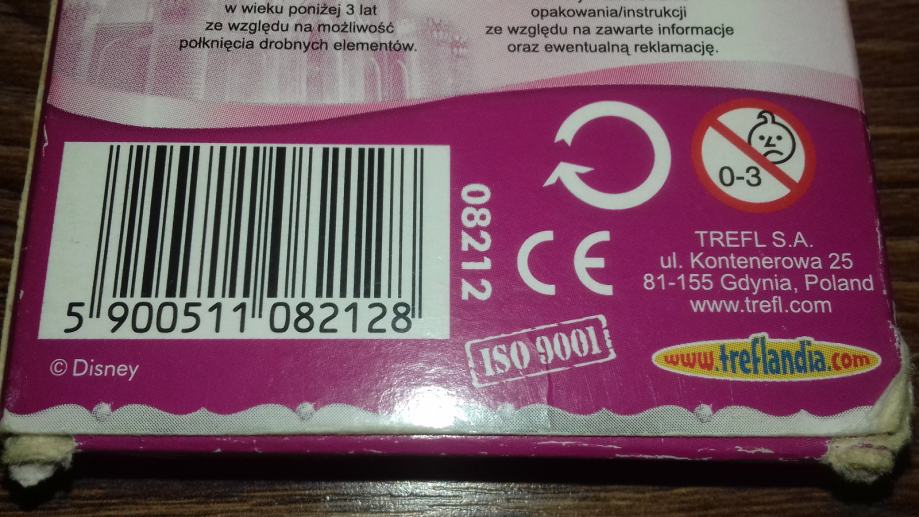 w wieku poniżej 3 lat
ze względu na możliwość
połknięcia drobnych elementów.
opakowania/instrukcji
ze względu na zawarte informacje
oraz ewentualną reklamację.
0-3
08212
CE
TREFL S.A.
ul. Kontenerowa 25
81-155 Gdynia, Poland
www.trefl.com
5 900511 082128
ISO 9001
www.treflandia.com
© Disney